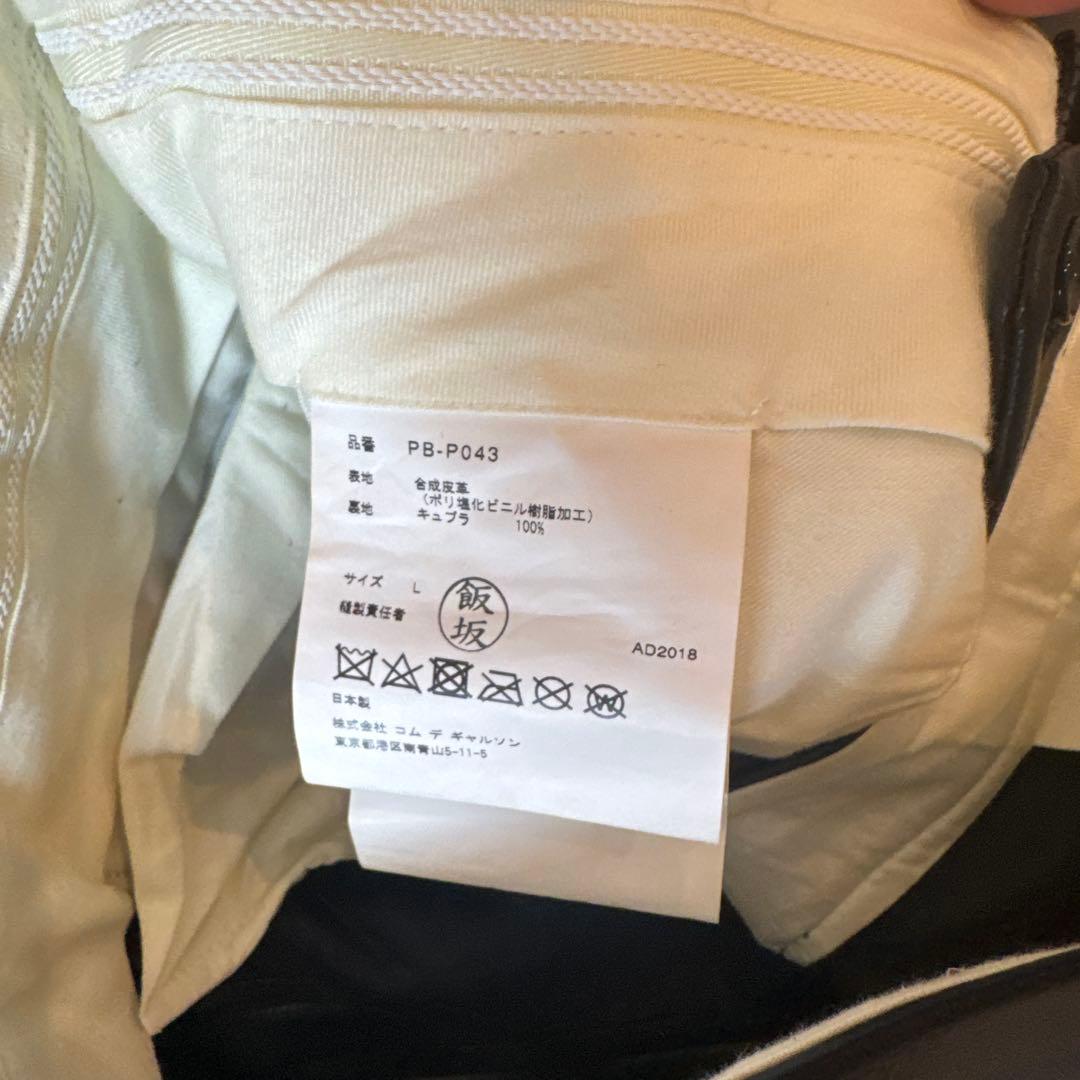 品番 PB-P043
表地 合成皮革
(ポリ塩化ビニル樹脂加工)
裏地 キュプラ 100%
サイズ L
縫製責任者 飯坂
AD2018
W
日本製
株式会社 コム デ ギャルソン
東京都港区南青山5-11-5